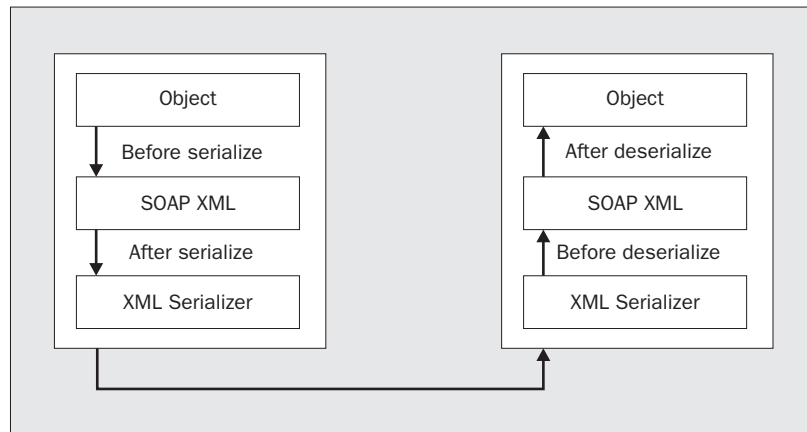 Object
Before serialize
SOAP XML
After serialize
XML Serializer
Object
After deserialize
SOAP XML
Before deserialize
XML Serializer